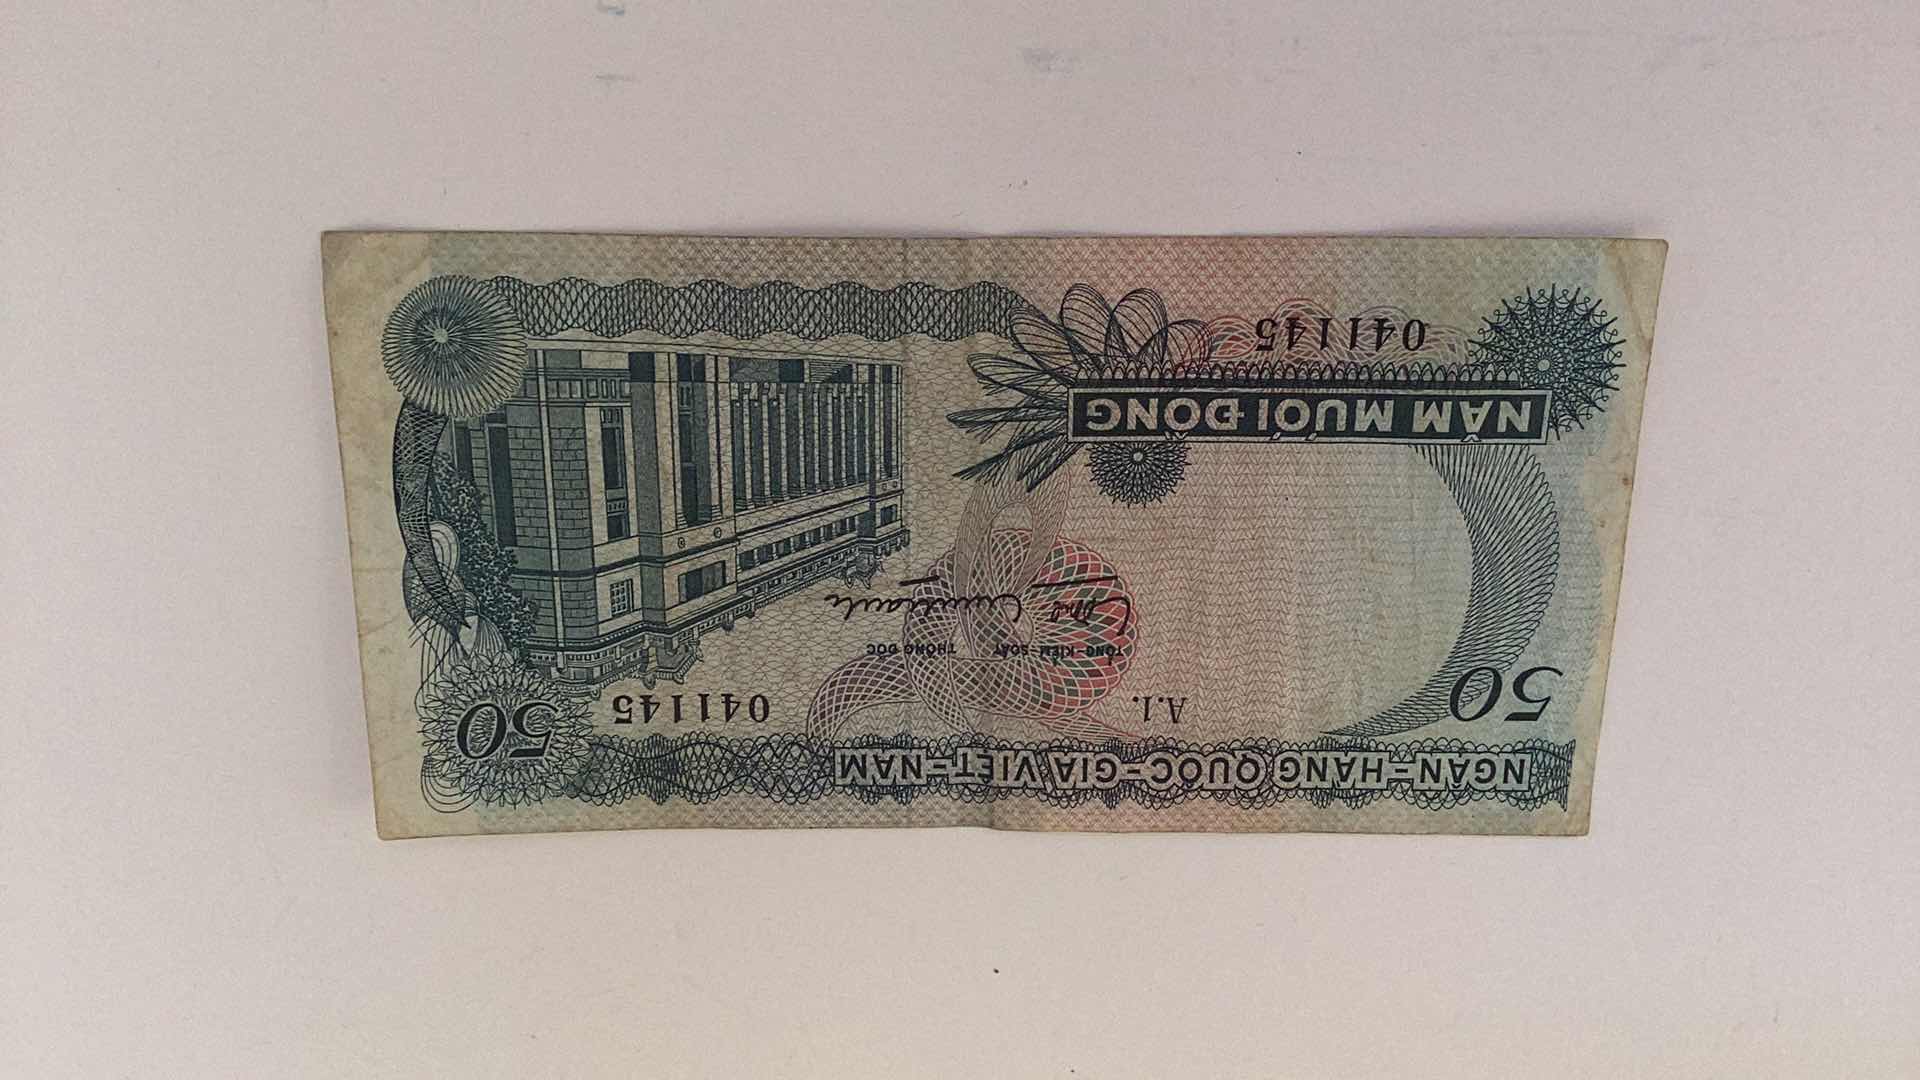 NGÂN-HÀNG QUỐC-GIA VIỆT-NAM
50
A.1.
041145
50
TỔNG-KIỂM-SOÁT
THỐNG ĐỐC
NĂM MƯƠI ĐỒNG
041145